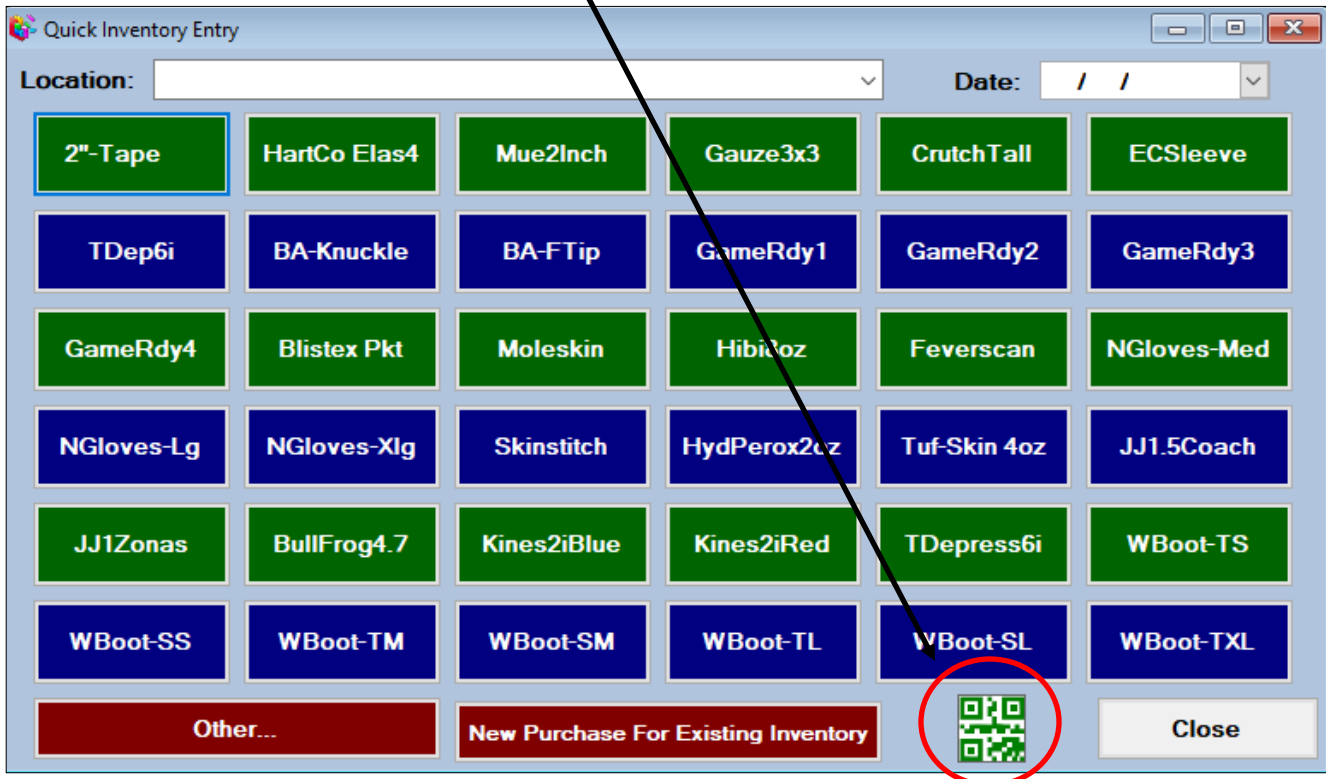 Quick Inventory Entry
Location: Date: / /
2"-Tape HartCo Elas4 Mue2Inch Gauze3x3 CrutchTall ECSleeve
TDep6i BA-Knuckle BA-FTip GameRdy1 GameRdy2 GameRdy3
GameRdy4 Blistex Pkt Moleskin Hibi8oz Feverscan NGloves-Med
NGloves-Lg NGloves-Xlg Skinstitch HydPerox2oz Tuf-Skin 4oz JJ1.5Coach
JJ1Zonas BullFrog4.7 Kines2iBlue Kines2iRed TDepress6i WBoot-TS
WBoot-SS WBoot-TM WBoot-SM WBoot-TL WBoot-SL WBoot-TXL
Other... New Purchase For Existing Inventory Close